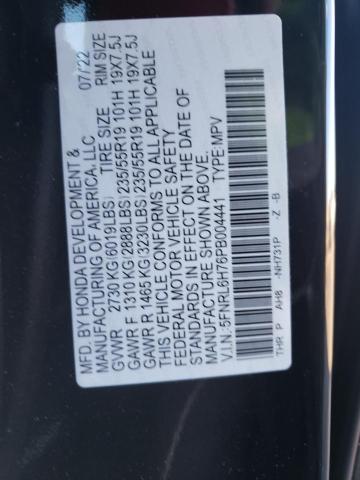 MFD. BY HONDA DEVELOPMENT & 07/22
MANUFACTURING OF AMERICA, LLC
TIRE SIZE RIM SIZE
GVWR 2730 KG(6019LBS)
GAWR F 1310 KG(2888LBS) 235/55R19 101H 19X7.5J
GAWR R 1465 KG(3230LBS) 235/55R19 101H 19X7.5J
THIS VEHICLE CONFORMS TO ALL APPLICABLE
FEDERAL MOTOR VEHICLE SAFETY
STANDARDS IN EFFECT ON THE DATE OF
MANUFACTURE SHOWN ABOVE.
V.I.N.:5FNRL6H76PB004441 TYPE:MPV
THR P AH8 -NH731P -Z -B